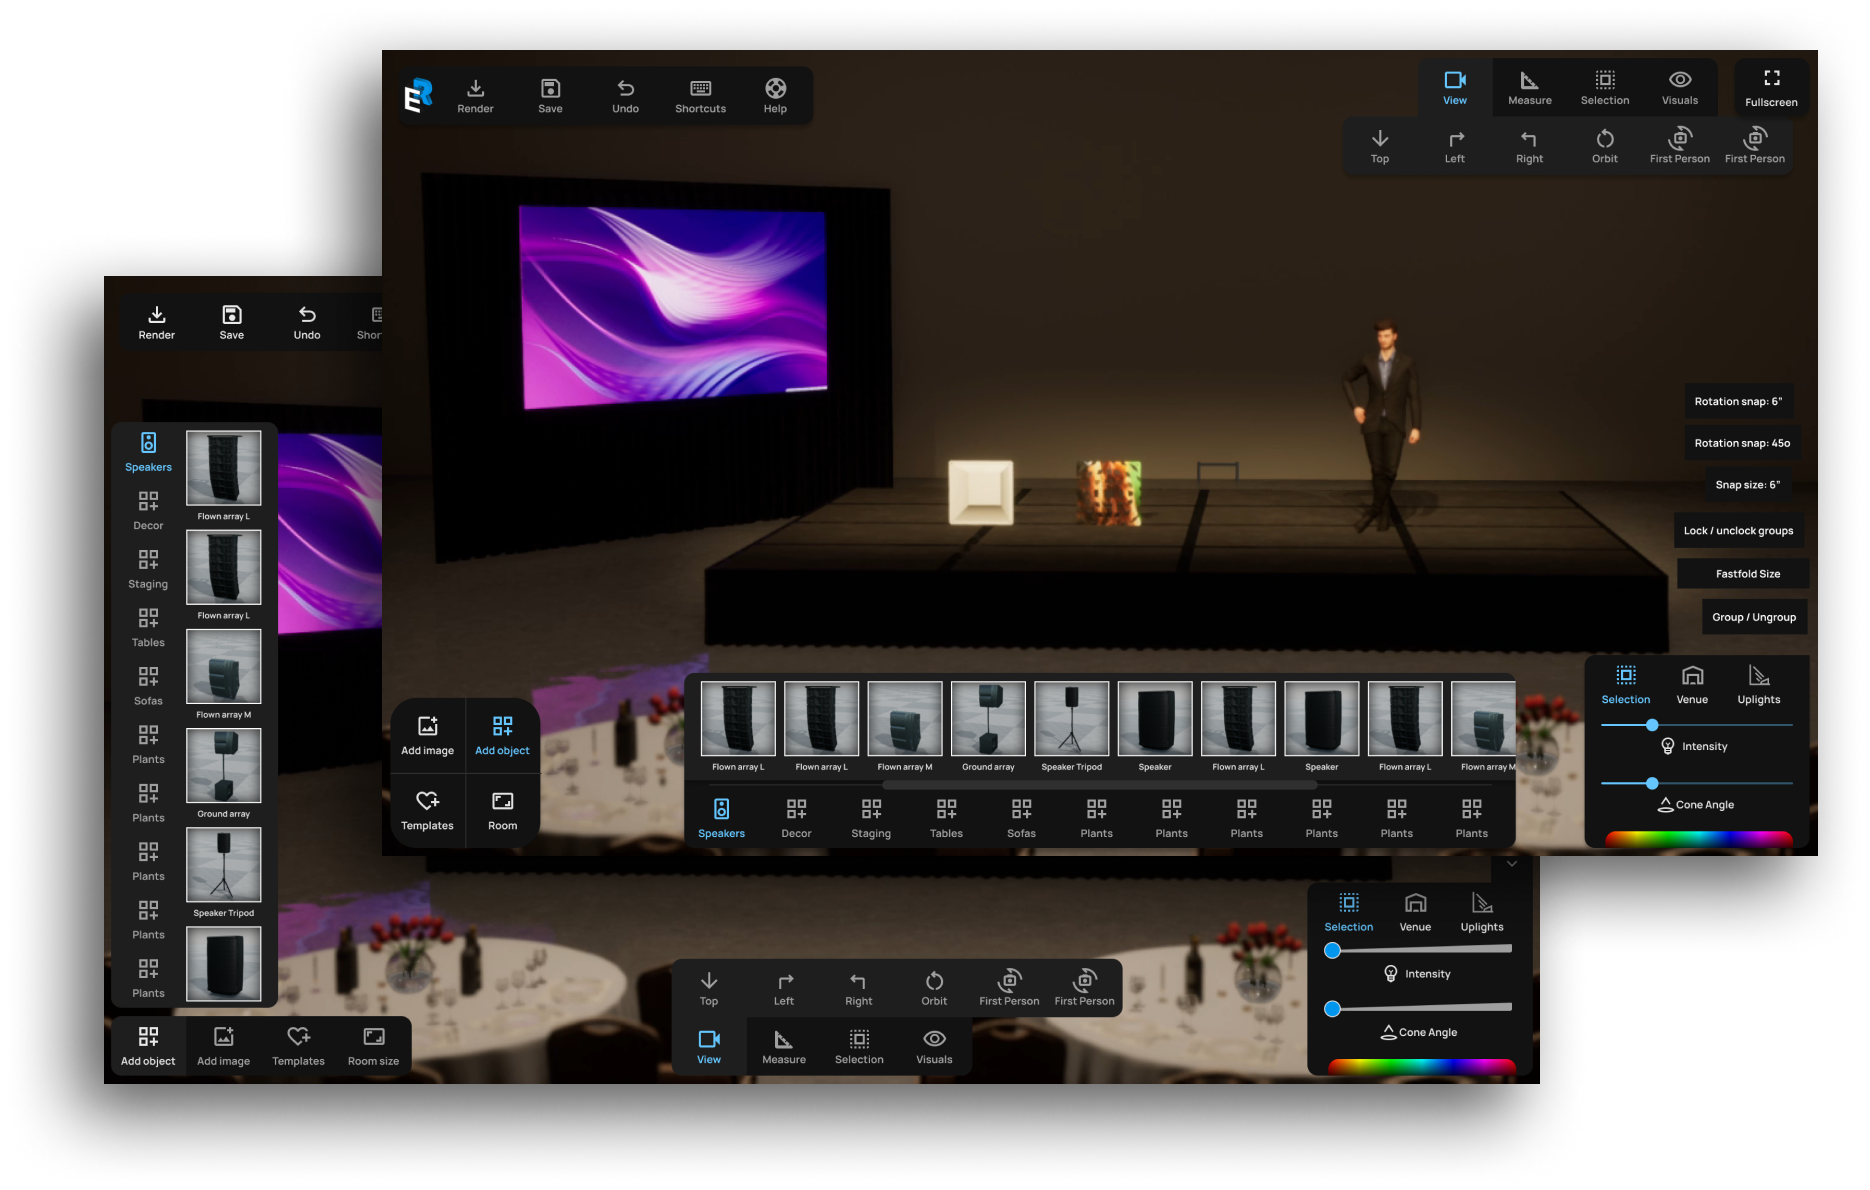 ER
Render
Save
Undo
Shortcuts
Help
View
Measure
Selection
Visuals
Fullscreen
Top
Left
Right
Orbit
First Person
First Person
Rotation snap: 6"
Rotation snap: 45o
Snap size: 6"
Lock / unclock groups
Fastfold Size
Group / Ungroup
Add image
Add object
Templates
Room
Flown array L
Flown array L
Flown array M
Ground array
Speaker Tripod
Speaker
Flown array L
Speaker
Flown array L
Flown array M
Speakers
Decor
Staging
Tables
Sofas
Plants
Plants
Plants
Plants
Plants
Plants
Selection
Venue
Uplights
Intensity
Cone Angle
Render
Save
Undo
Shor
Speakers
Decor
Staging
Tables
Sofas
Plants
Plants
Plants
Plants
Plants
Flown array L
Flown array L
Flown array M
Ground array
Speaker Tripod
Add object
Add image
Templates
Room size
Top
Left
Right
Orbit
First Person
First Person
View
Measure
Selection
Visuals
Selection
Venue
Uplights
Intensity
Cone Angle